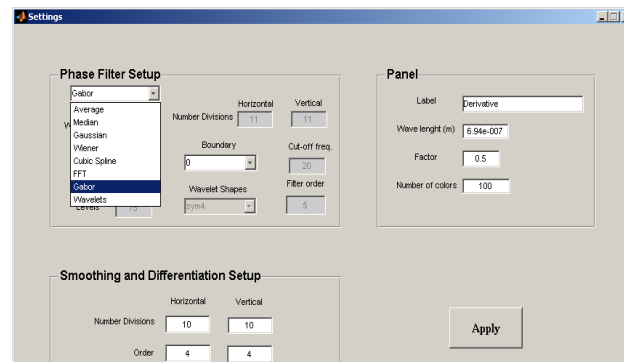 Settings
Phase Filter Setup
Gabor
Average
Median
Gaussian
Wiener
Cubic Spline
FFT
Gabor
Wavelets
Levels 15
Horizontal Vertical
Number Divisions 11 11
Boundary Cut-off freq.
0 20
Wavelet Shapes Filter order
sym4 5
Panel
Label Derivative
Wave lenght (m) 6.94e-007
Factor 0.5
Number of colors 100
Smoothing and Differentiation Setup
Horizontal Vertical
Number Divisions 10 10
Order 4 4
Apply